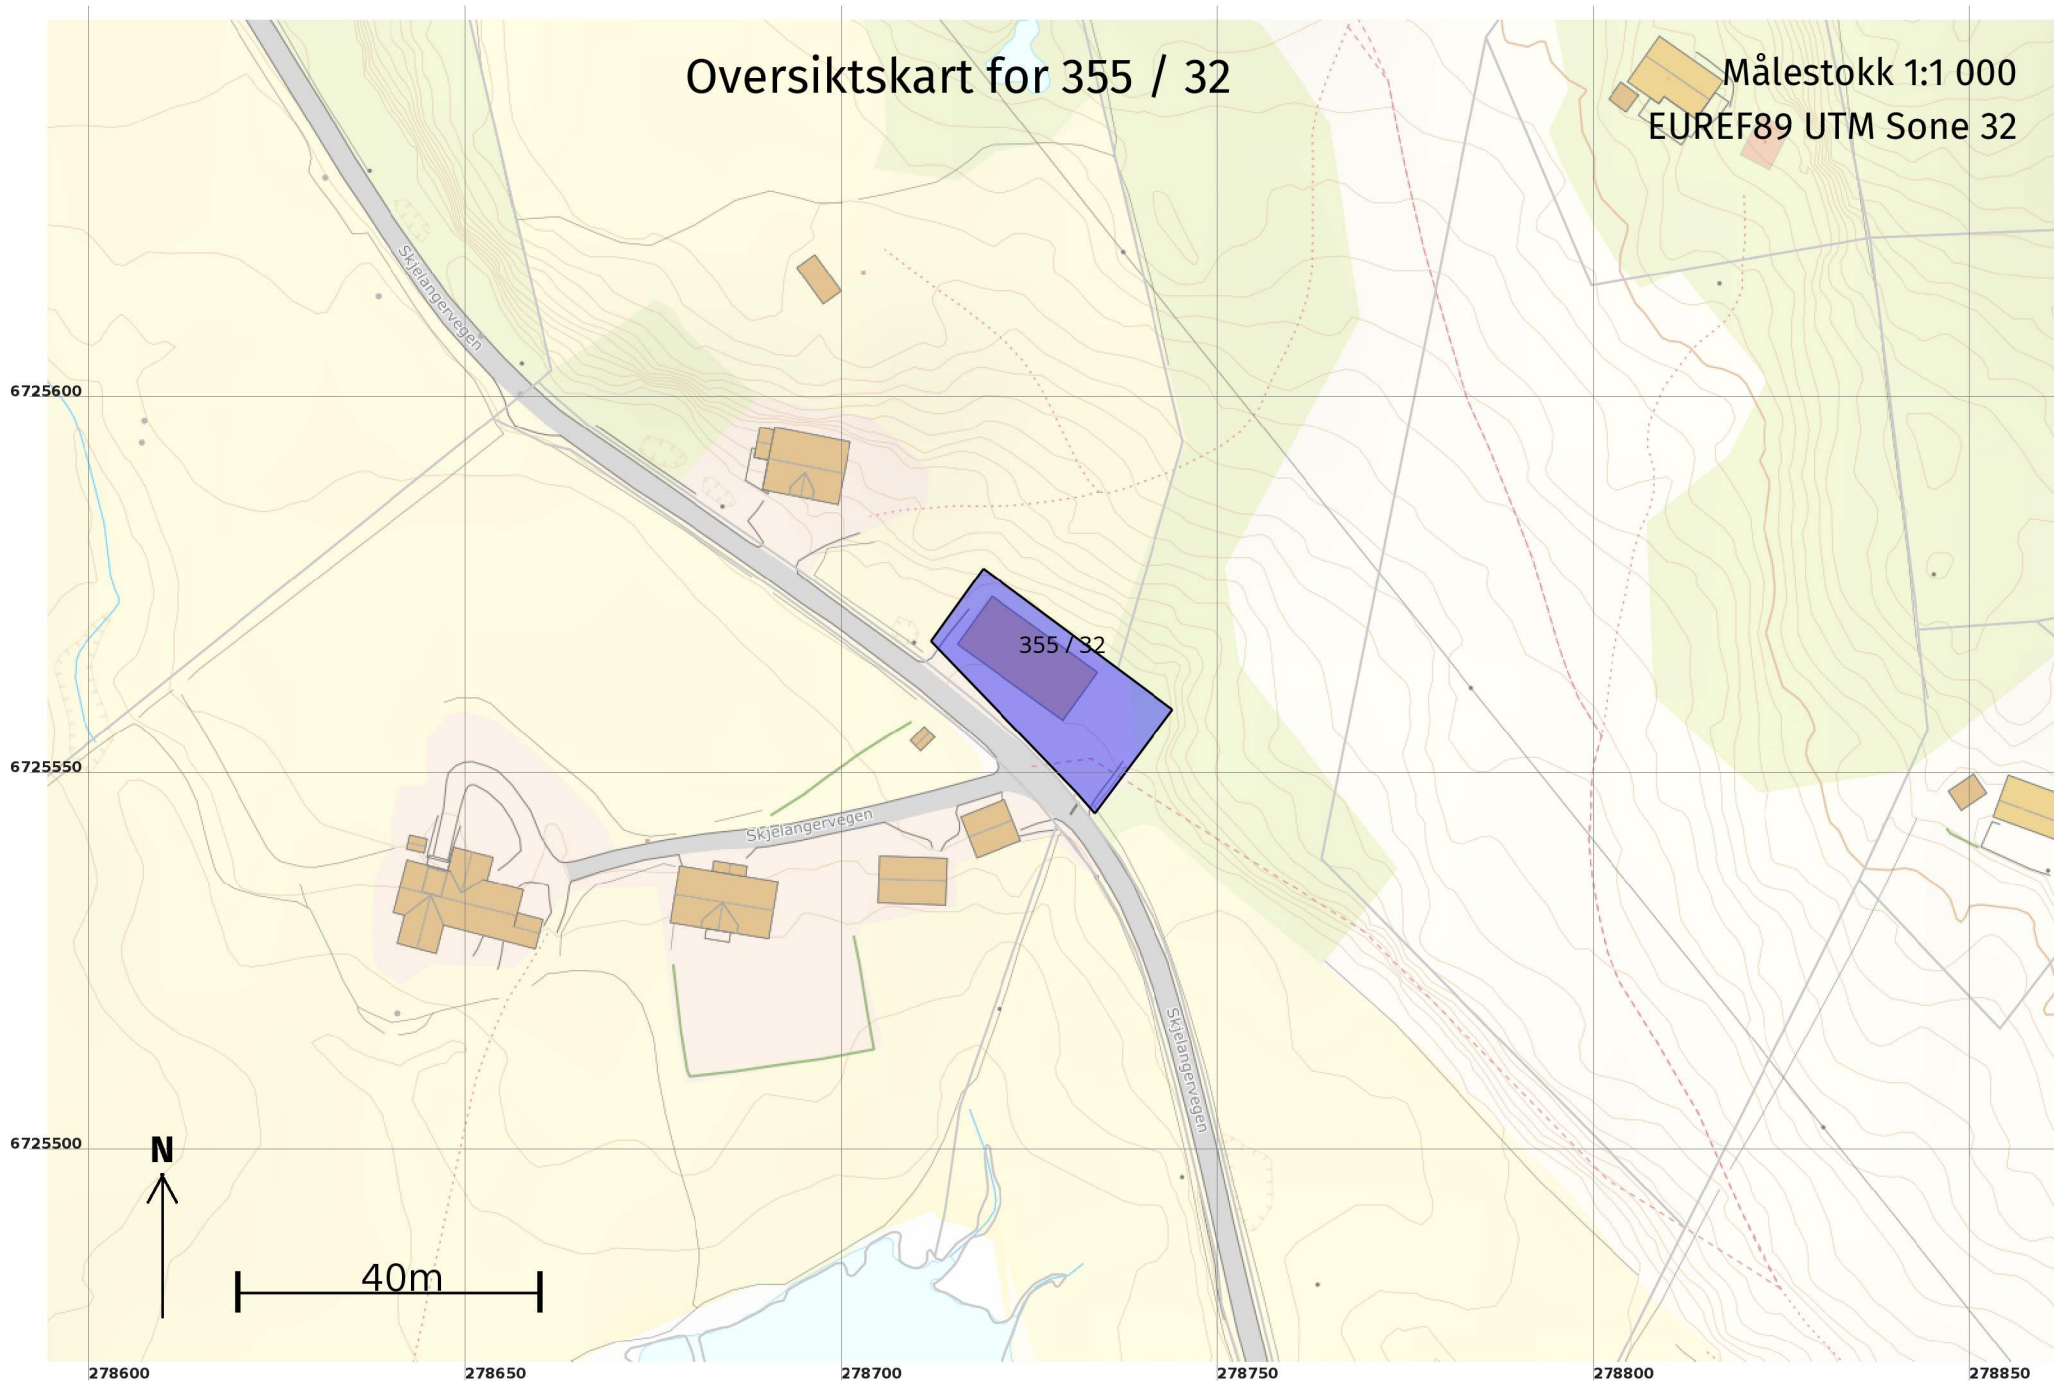 Oversiktskart for 355 / 32
Målestokk 1:1 000
EUREF89 UTM Sone 32
Skjelangervegen
6725600
355 / 32
6725550
Skjelangervegen
Skjelangervegen
6725500
N
40m
278600
278650
278700
278750
278800
278850